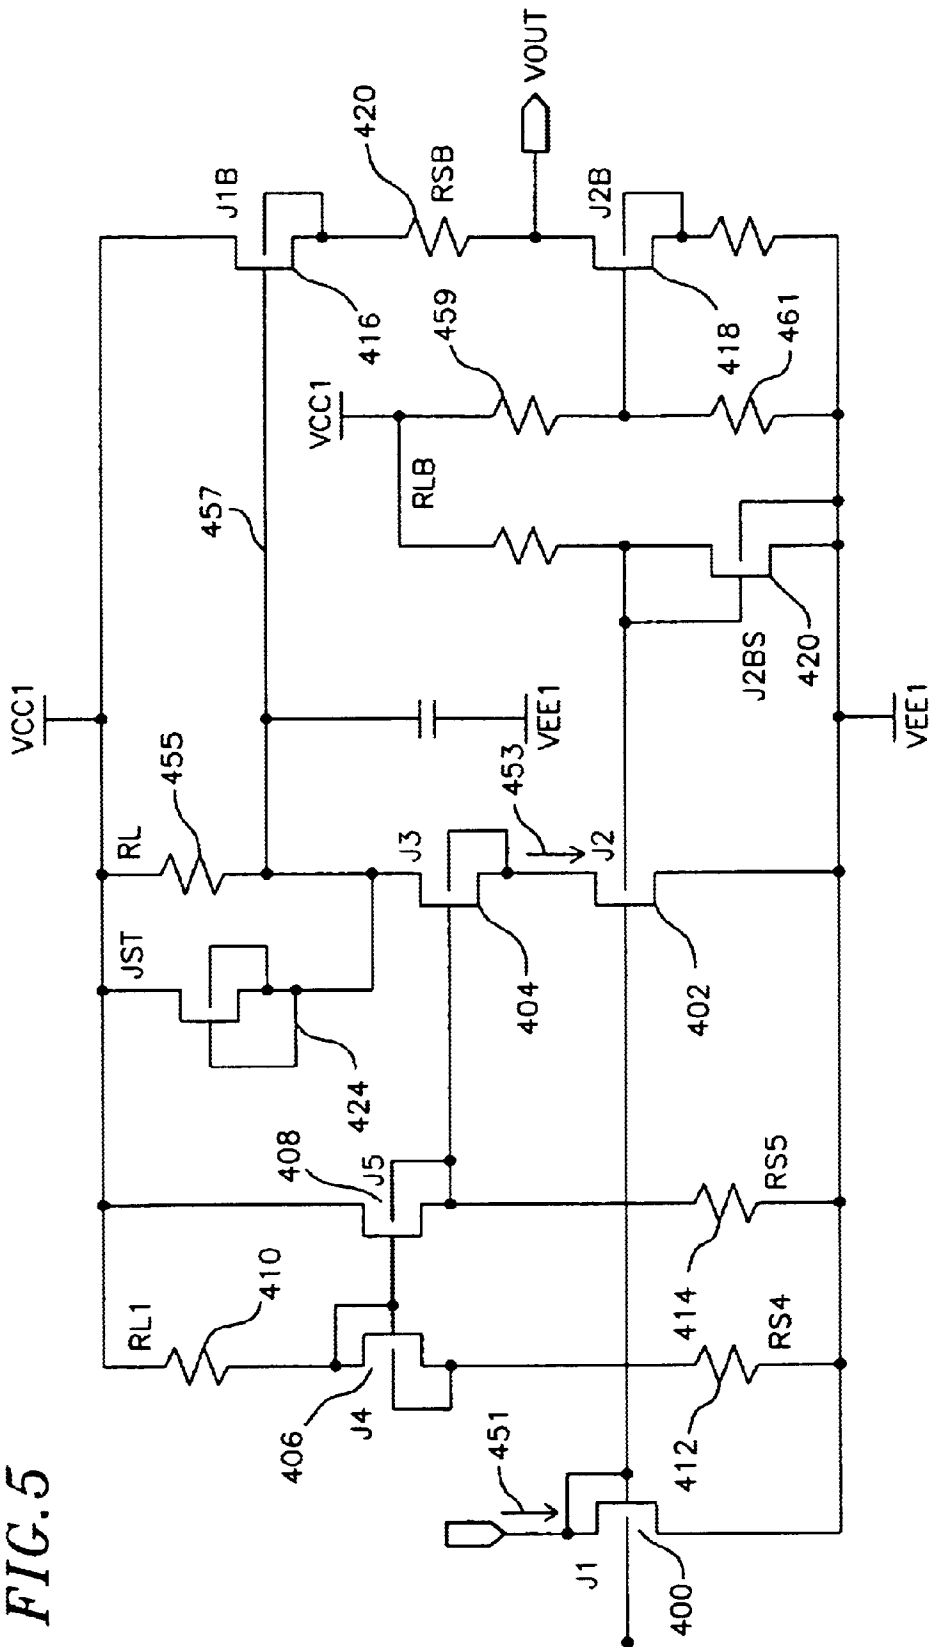 FIG.5
VCC1
RL1
410
406
J4
408
J5
JST
424
RL
455
457
J1B
416
420
RSB
VOUT
VCC1
RLB
459
J2B
418
461
J3
404
453
J2
402
VEE1
J2BS
420
451
J1
400
412
RS4
414
RS5
VEE1